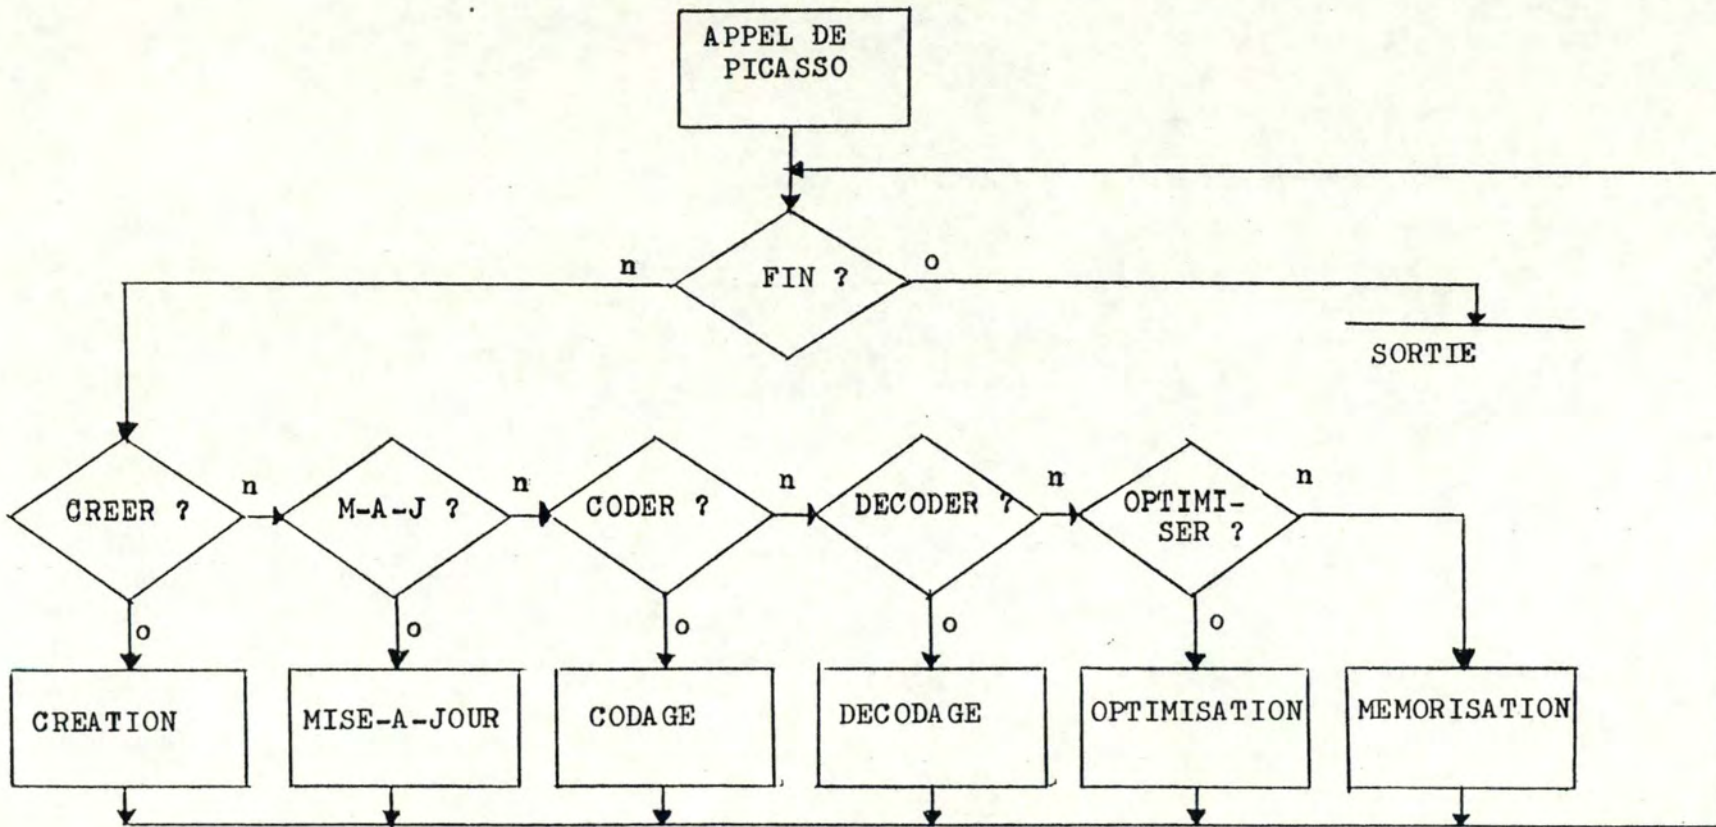 APPEL DE
PICASSO
n
FIN ?
o
SORTIE
CREER ?
n
M-A-J ?
n
CODER ?
n
DECODER ?
n
OPTIMI-
SER ?
n
o
o
o
o
o
CREATION
MISE-A-JOUR
CODAGE
DECODAGE
OPTIMISATION
MEMORISATION